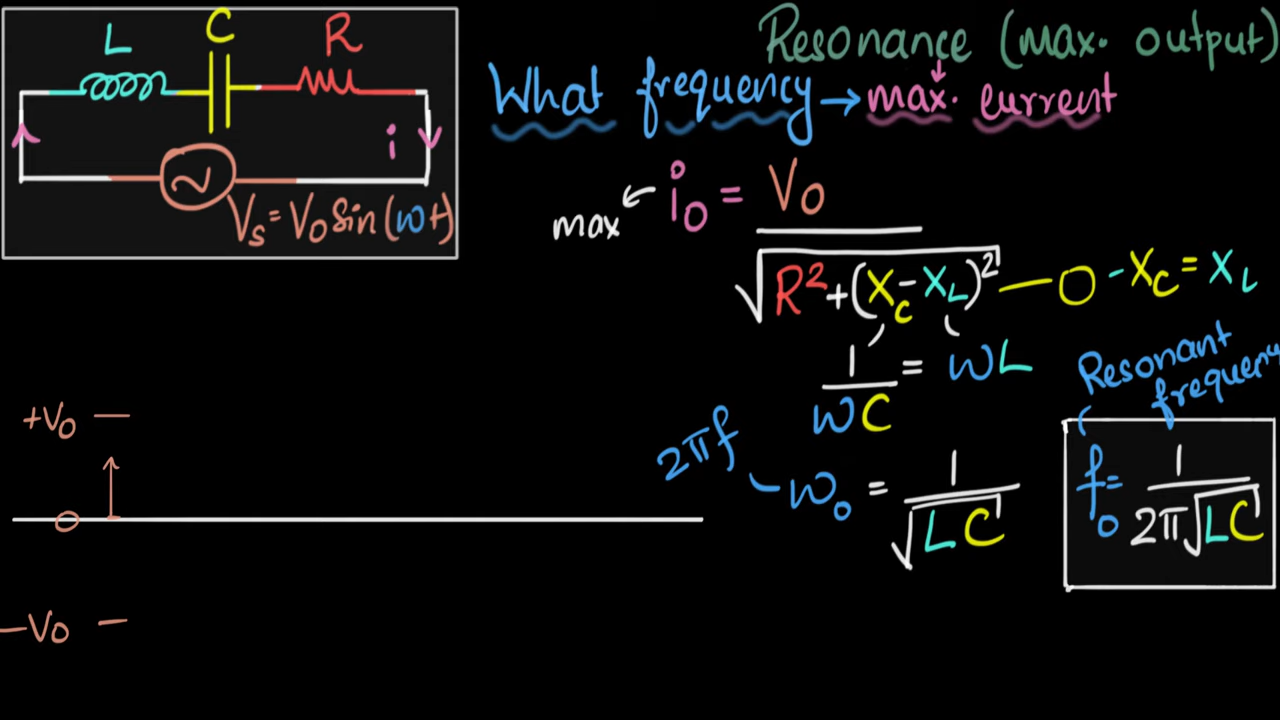 L C R
i
Vs = V0 sin(ωt)
Resonance (max. output)
What frequency → max. current
max
i0 = V0
√R² + (Xc - XL)² — 0 - Xc = XL
1/ωC = ωL
2πf
ω0 = 1/√LC
Resonant
frequency
f0 = 1/2π√LC
+V0
0
-V0